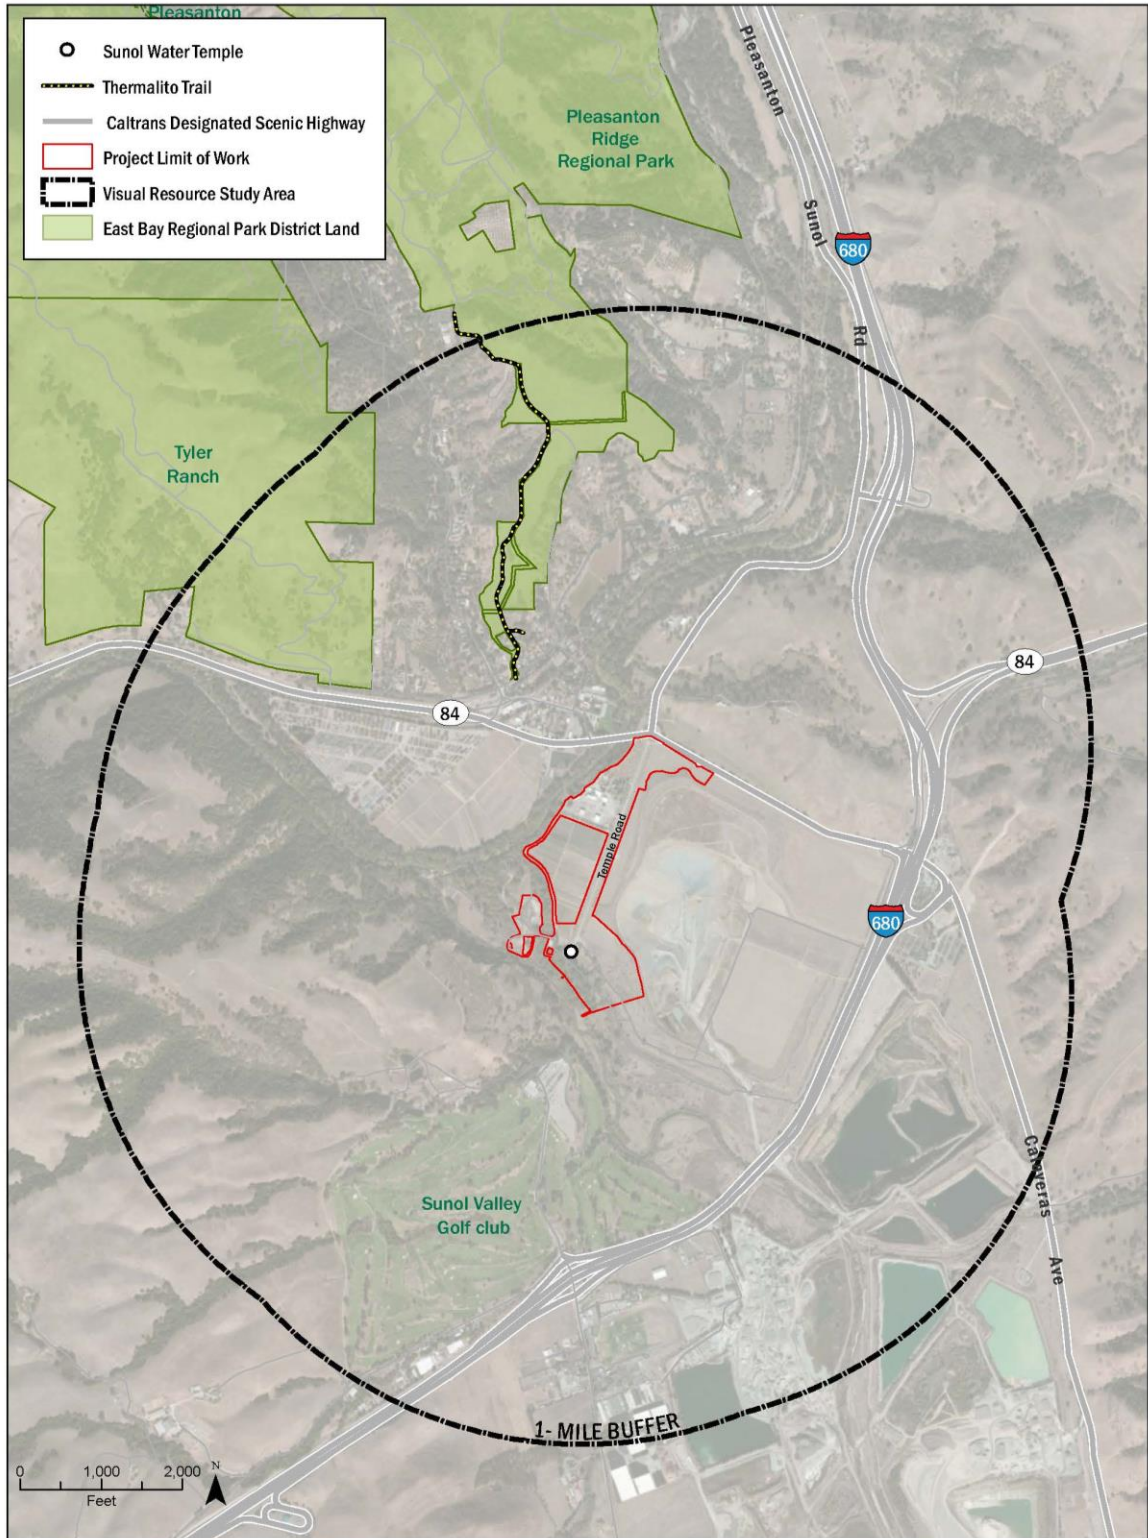 Pleasanton
Sunol Water Temple
Thermalito Trail
Caltrans Designated Scenic Highway
Project Limit of Work
Visual Resource Study Area
East Bay Regional Park District Land
Pleasanton
Ridge
Regional Park
Pleasanton
Sunol
Rd
680
Tyler
Ranch
84
84
Temple Road
680
Sunol Valley
Golf club
Calaveras
Ave
1- MILE BUFFER
0 1,000 2,000
Feet
N